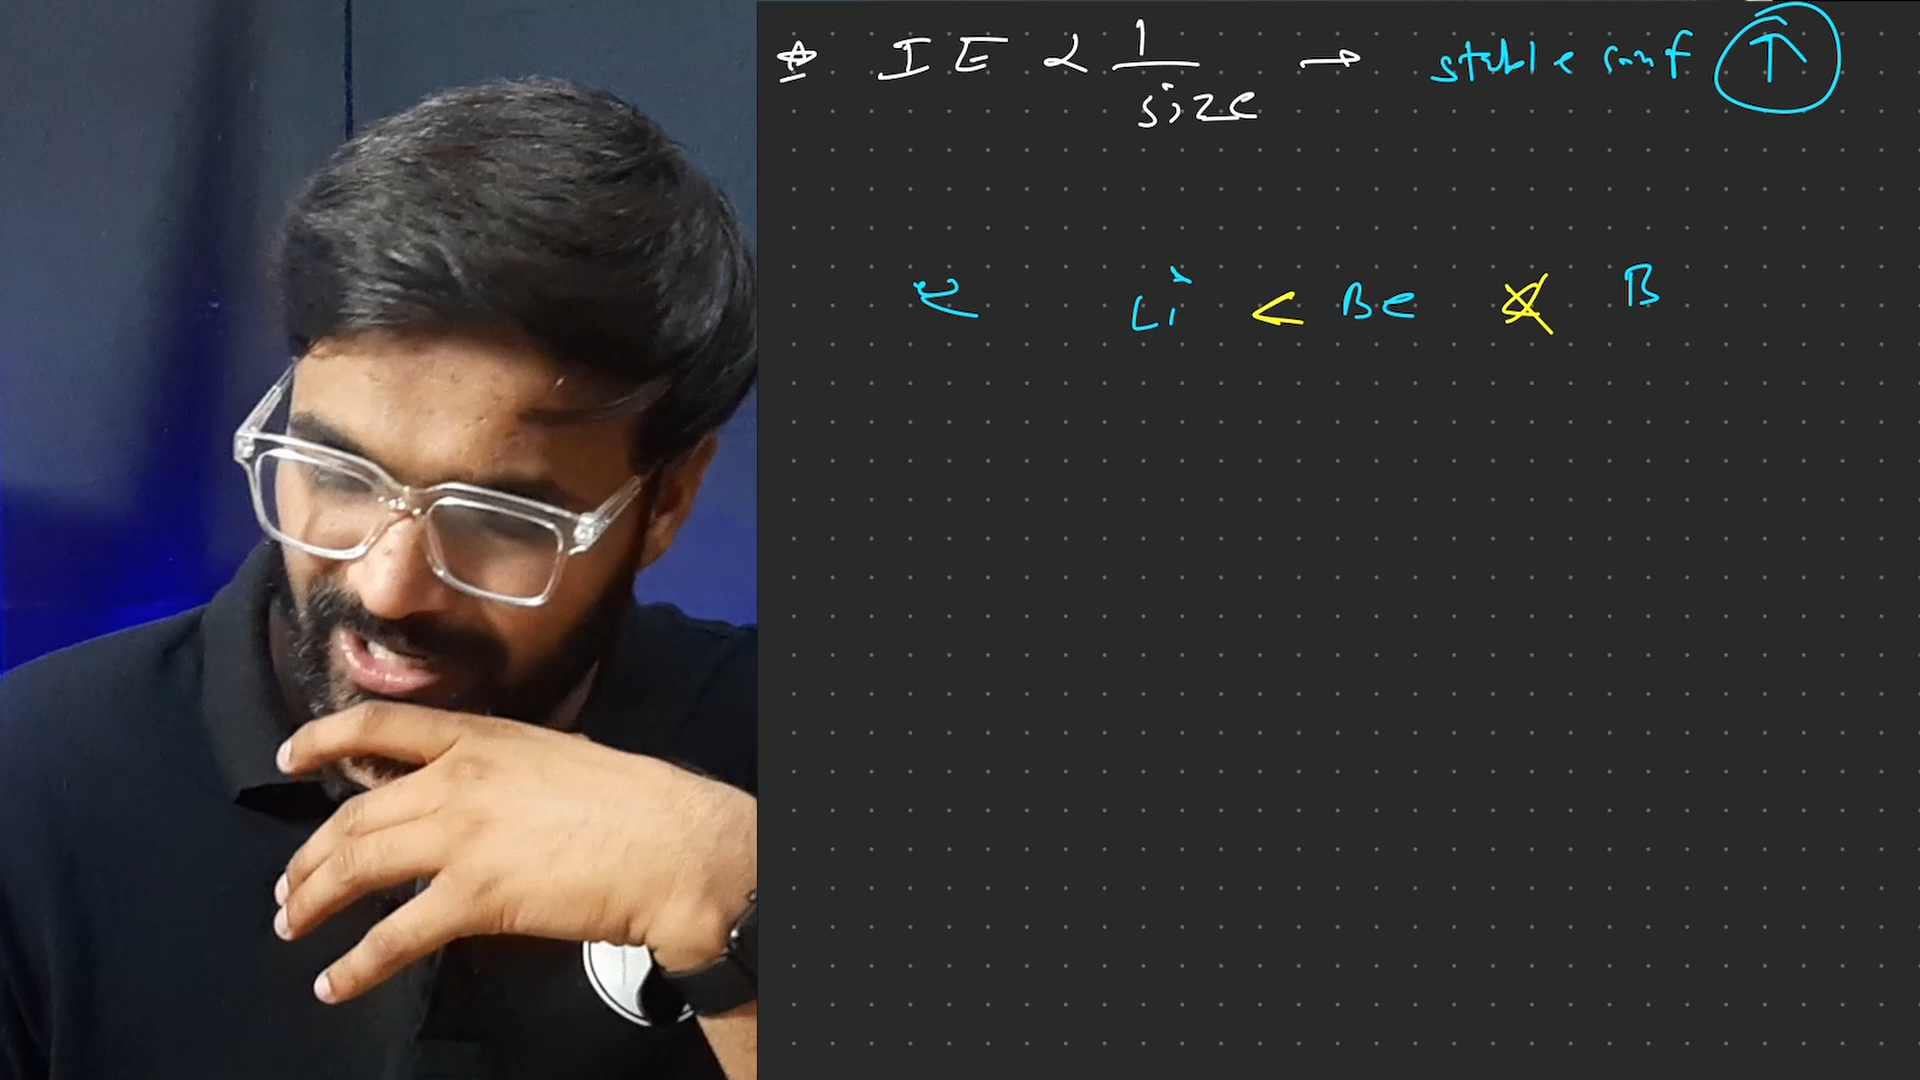 IE ∝ 1/size → stable conf ↑
Li < Be < B